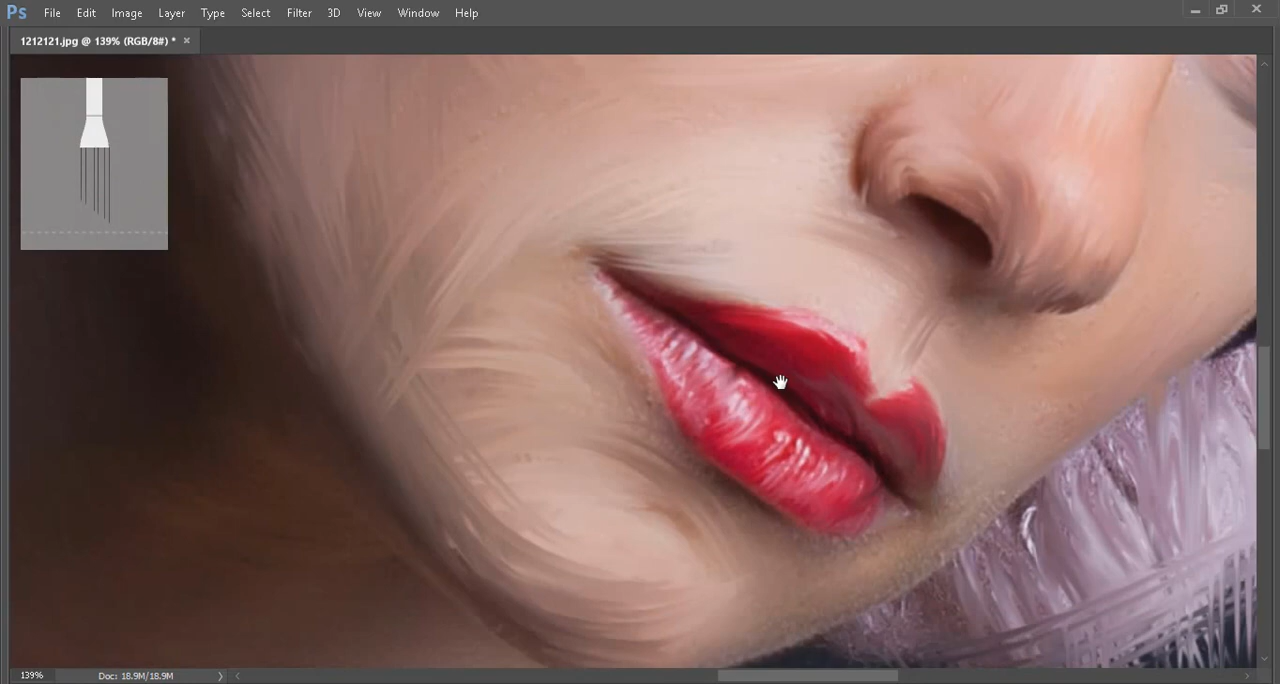 Ps File Edit Image Layer Type Select Filter 3D View Window Help
1212121.jpg @ 139% (RGB/8#) *
139% Doc: 18.9M/18.9M